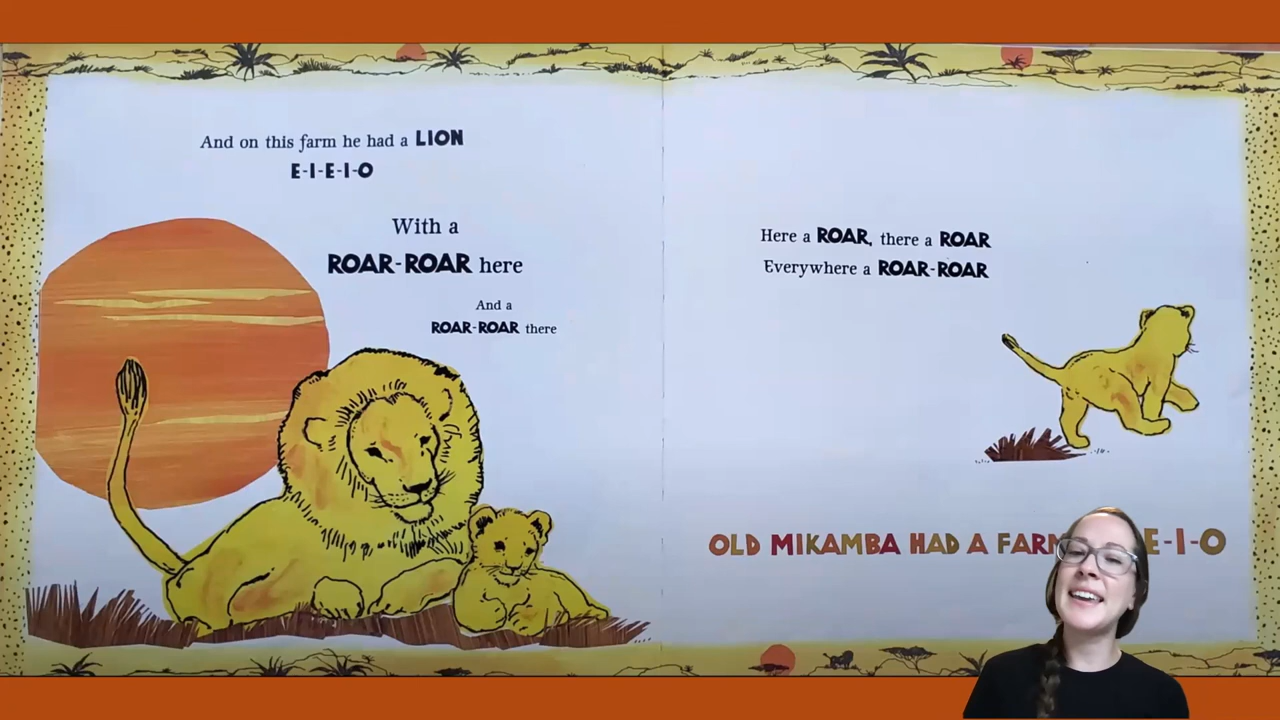 And on this farm he had a LION
E-I-E-I-O
With a
ROAR-ROAR here
And a
ROAR-ROAR there
Here a ROAR, there a ROAR
Everywhere a ROAR-ROAR
OLD MIKAMBA HAD A FARM E-I-O